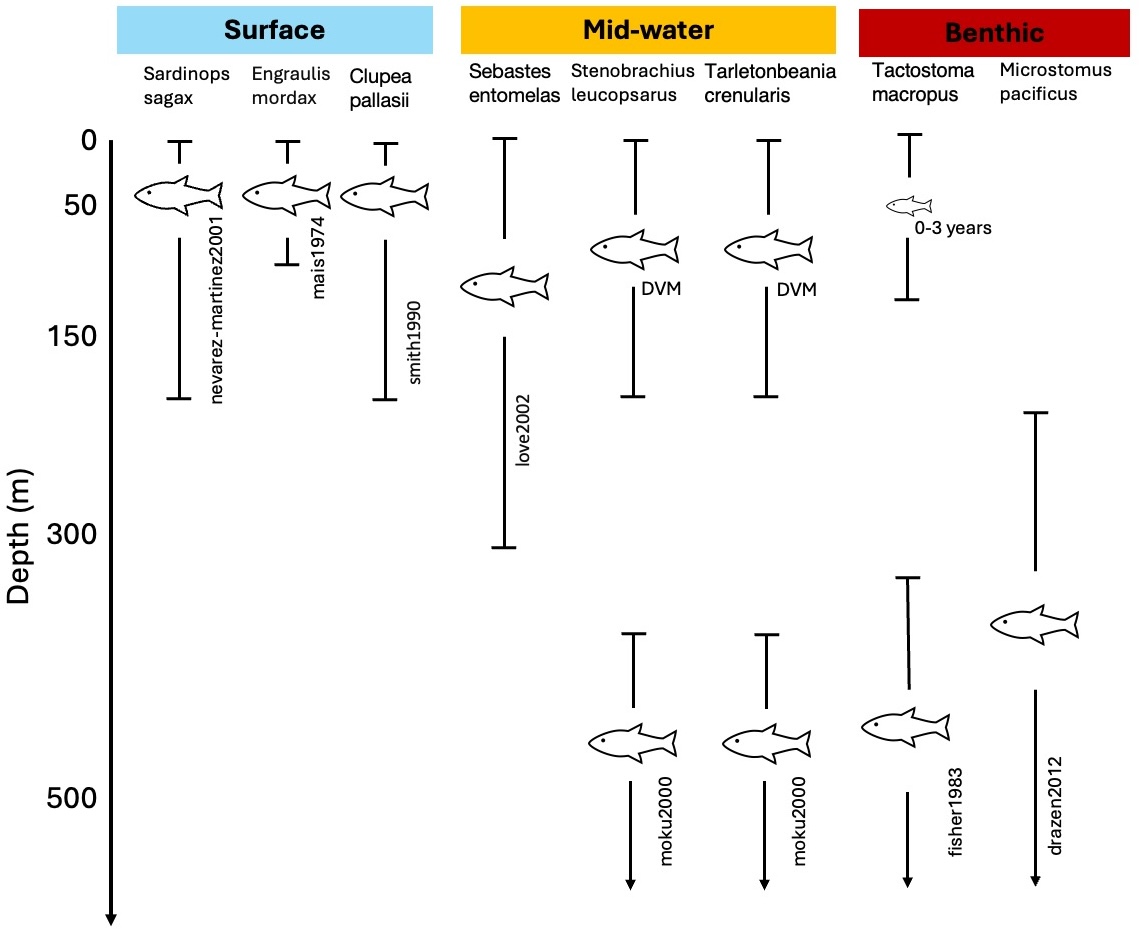 Surface
Mid-water
Benthic
Sardinops
sagax
Engraulis
mordax
Clupea
pallasii
Sebastes
entomelas
Stenobrachius
leucopsarus
Tarletonbeania
crenularis
Tactostoma
macropus
Microstomus
pacificus
0
50
150
300
500
Depth (m)
nevarez-martinez2001
mais1974
smith1990
love2002
DVM
DVM
0-3 years
moku2000
moku2000
fisher1983
drazen2012